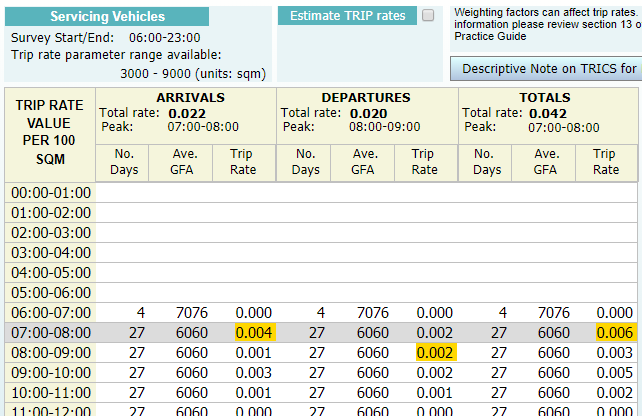 Servicing Vehicles
Survey Start/End: 06:00-23:00
Trip rate parameter range available:
3000 - 9000 (units: sqm)
Estimate TRIP rates
Weighting factors can affect trip rates.
information please review section 13 o
Practice Guide
Descriptive Note on TRICS for
TRIP RATE
VALUE
PER 100
SQM
ARRIVALS
Total rate: 0.022
Peak: 07:00-08:00
DEPARTURES
Total rate: 0.020
Peak: 08:00-09:00
TOTALS
Total rate: 0.042
Peak: 07:00-08:00
No. Ave. Trip No. Ave. Trip No. Ave. Trip
Days GFA Rate Days GFA Rate Days GFA Rate
00:00-01:00
01:00-02:00
02:00-03:00
03:00-04:00
04:00-05:00
05:00-06:00
06:00-07:00 4 7076 0.000 4 7076 0.000 4 7076 0.000
07:00-08:00 27 6060 0.004 27 6060 0.002 27 6060 0.006
08:00-09:00 27 6060 0.001 27 6060 0.002 27 6060 0.003
09:00-10:00 27 6060 0.003 27 6060 0.002 27 6060 0.005
10:00-11:00 27 6060 0.001 27 6060 0.001 27 6060 0.002
11:00-12:00 27 6060 0.000 27 6060 0.000 27 6060 0.000